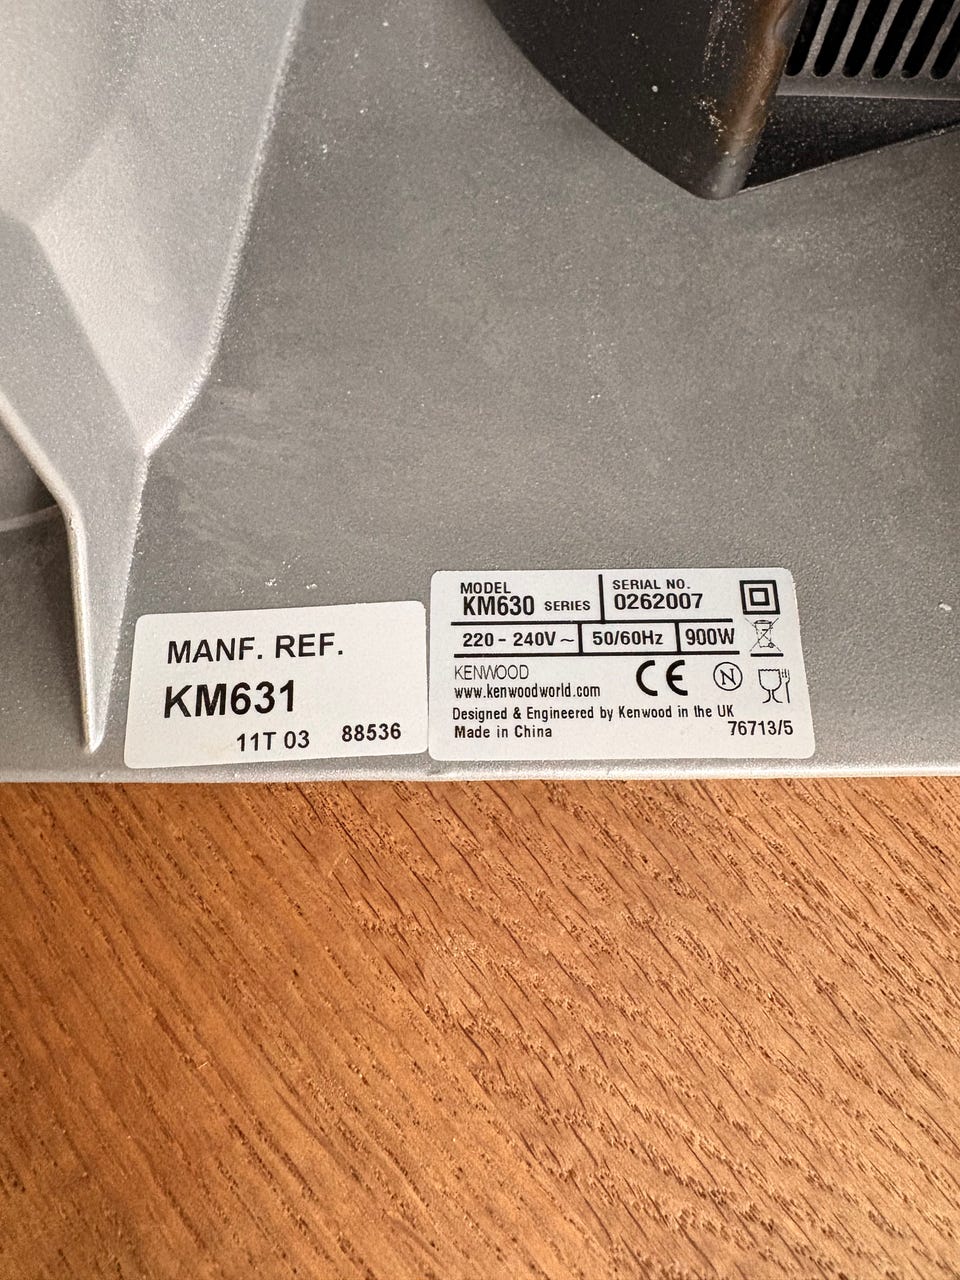 MANF. REF.
KM631
11T 03 88536
MODEL
KM630 SERIES
SERIAL NO.
0262007
220 - 240V ~ 50/60Hz 900W
KENWOOD
www.kenwoodworld.com
CE N
Designed & Engineered by Kenwood in the UK
Made in China 76713/5